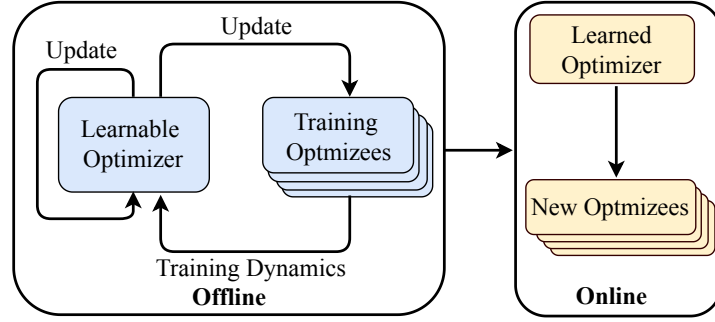 Update
Update
Learnable
Optimizer
Training
Optmizees
Training Dynamics
Offline
Learned
Optimizer
New Optmizees
Online